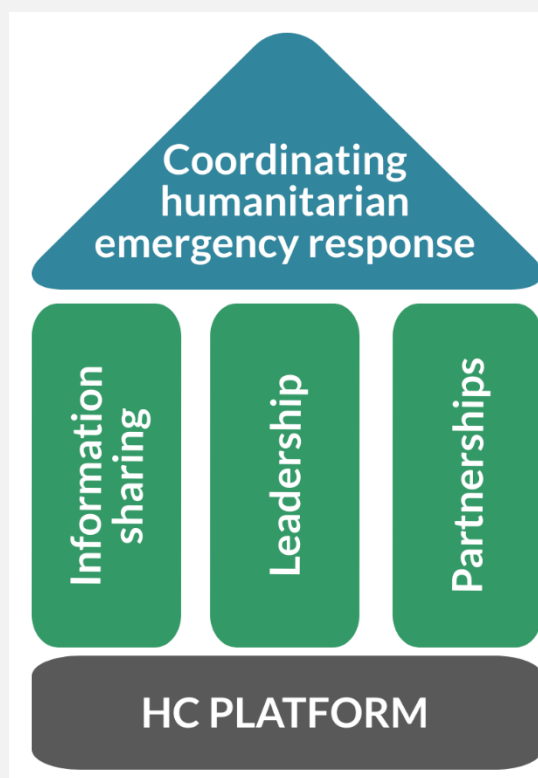 Coordinating
humanitarian
emergency response
Information
sharing
Leadership
Partnerships
HC PLATFORM